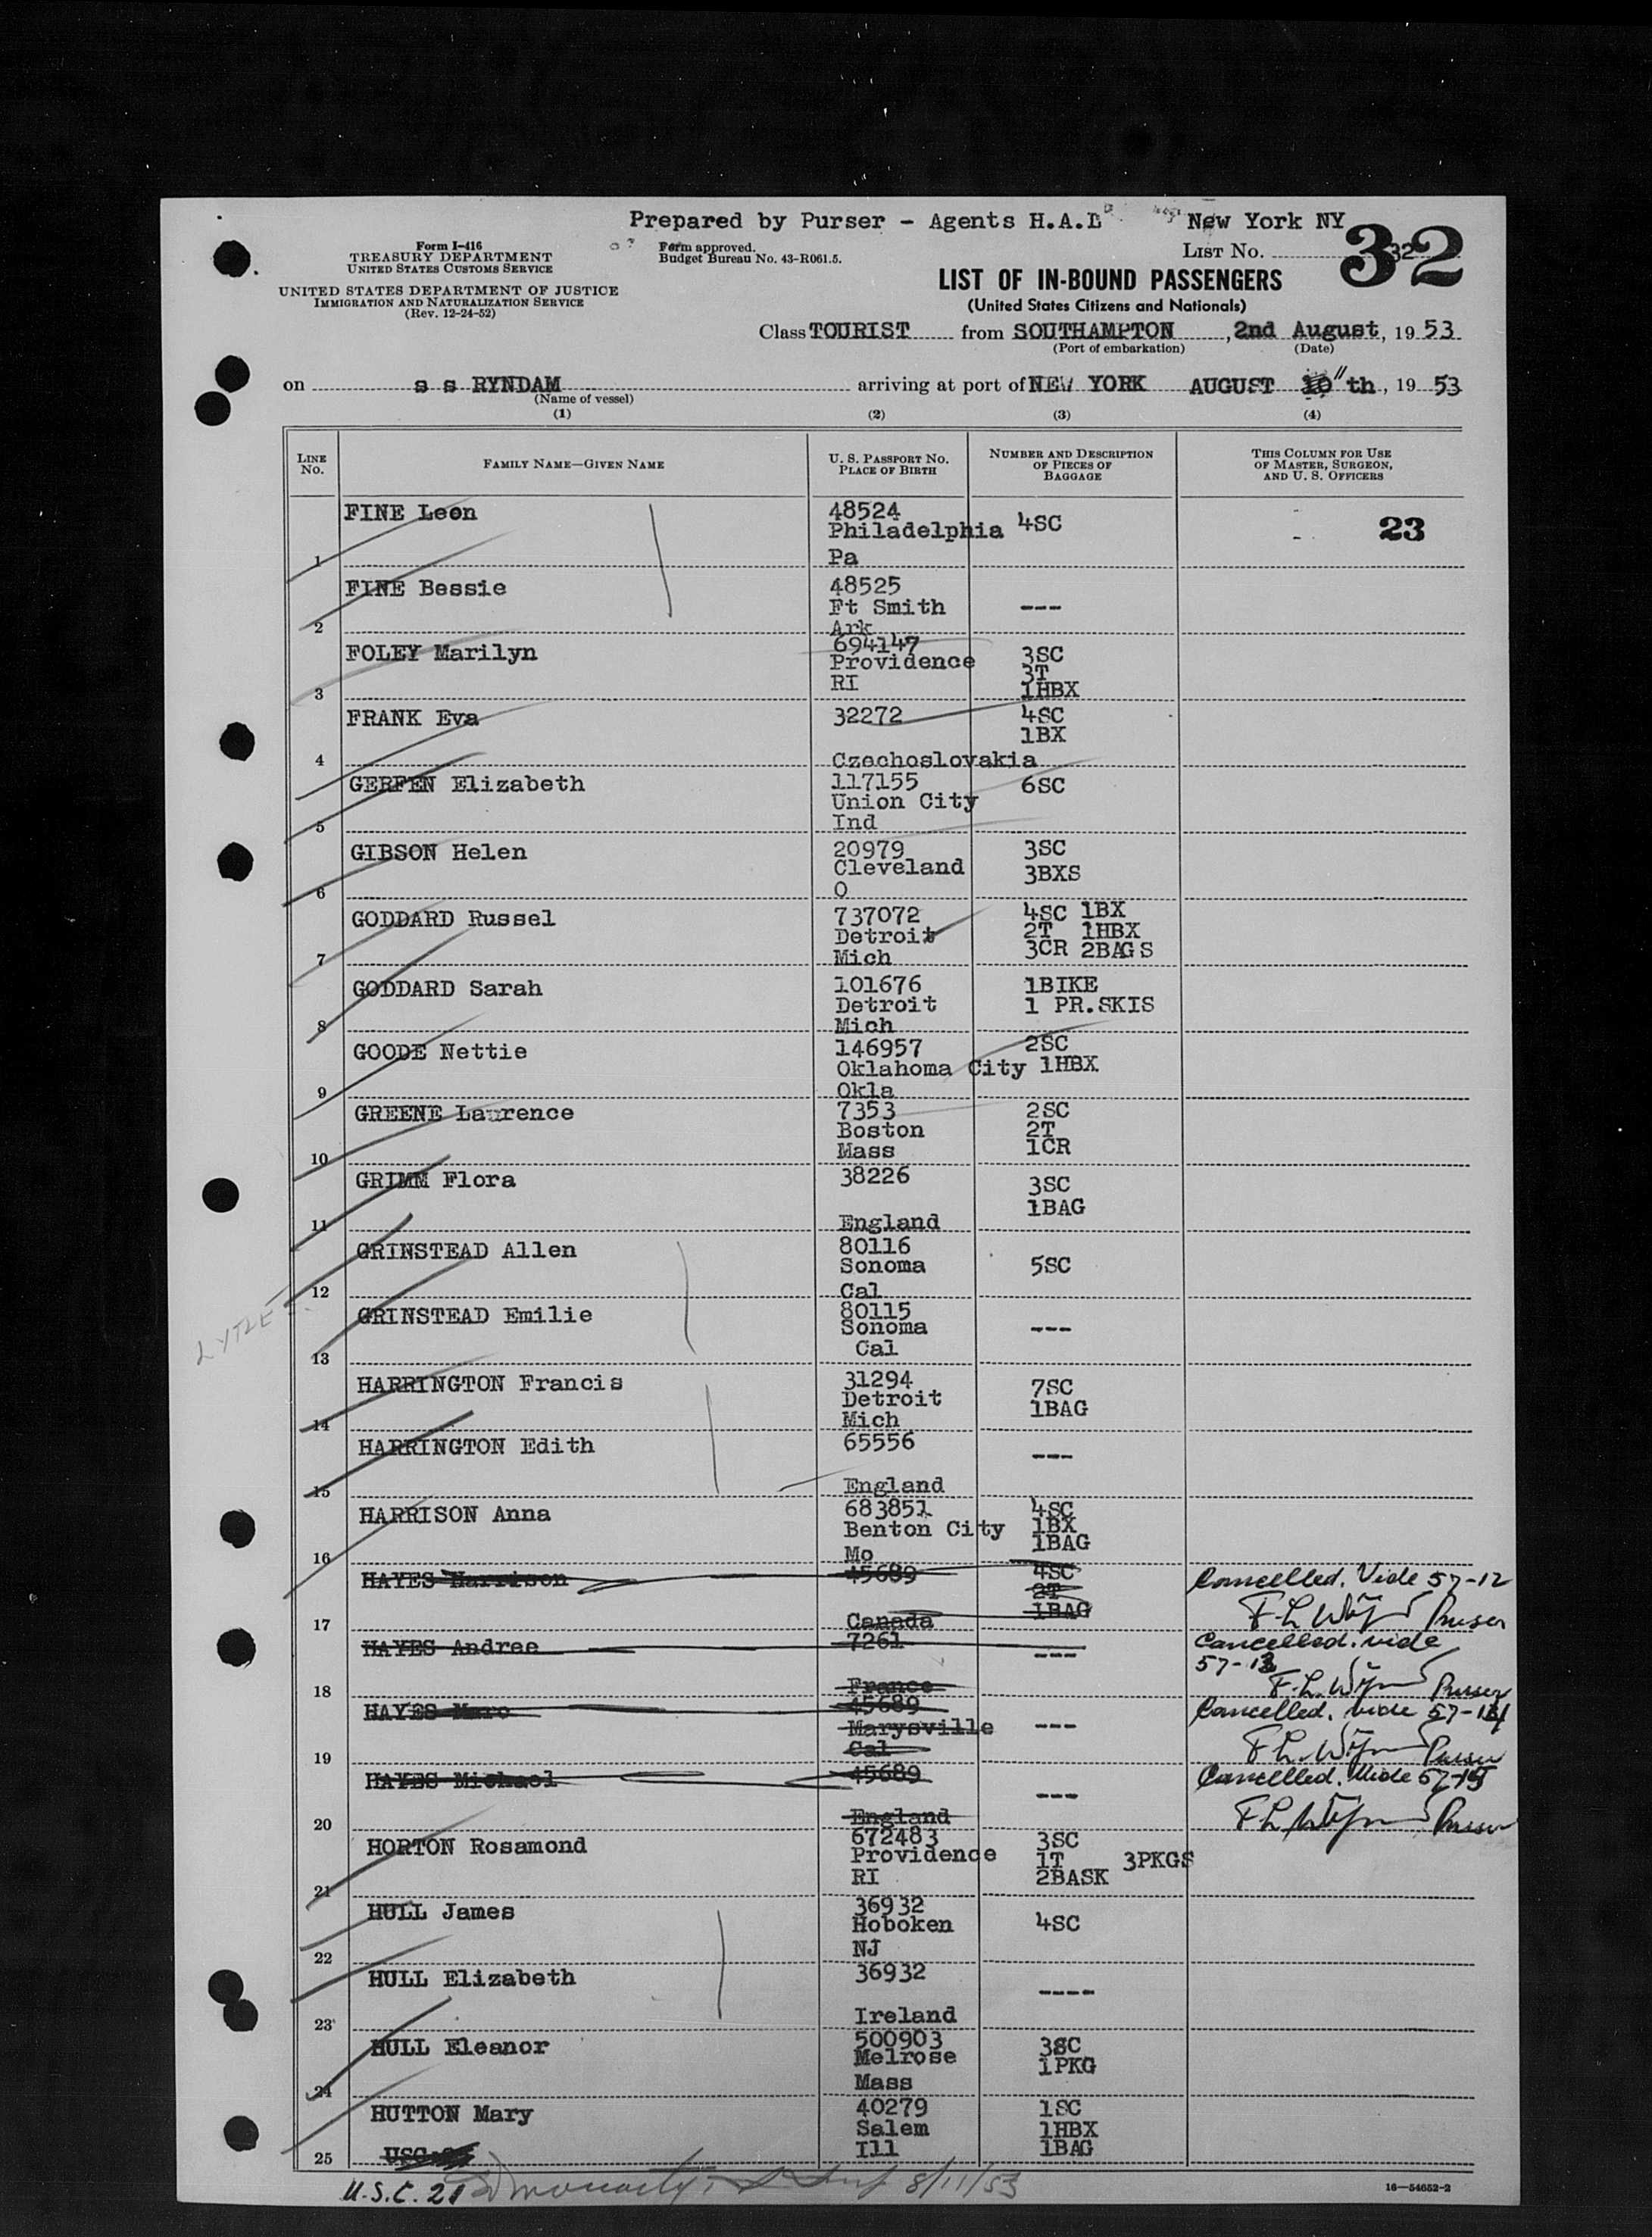 Prepared by Purser - Agents H.A.L New York NY
Form I-416
TREASURY DEPARTMENT
UNITED STATES CUSTOMS SERVICE
UNITED STATES DEPARTMENT OF JUSTICE
IMMIGRATION AND NATURALIZATION SERVICE
(Rev. 12-24-52)
Form approved.
Budget Bureau No. 43-R061.5.
LIST No. 32
32
LIST OF IN-BOUND PASSENGERS
(United States Citizens and Nationals)
Class TOURIST from SOUTHAMPTON, 2nd August, 1953
(Port of embarkation) (Date)
on s s RYNDAM arriving at port of NEW YORK AUGUST 10 11 th, 1953
(Name of vessel)
(1) (2) (3) (4)
LINE No. FAMILY NAME—GIVEN NAME U. S. PASSPORT NO. PLACE OF BIRTH NUMBER AND DESCRIPTION OF PIECES OF BAGGAGE THIS COLUMN FOR USE OF MASTER, SURGEON, AND U. S. OFFICERS
FINE Leon 48524 4SC 23
Philadelphia
1 Pa
FINE Bessie 48525
Ft Smith ---
2 Ark
FOLEY Marilyn 694147 3SC
Providence 3T
3 RI 1HBX
FRANK Eva 32272 4SC
1BX
4 Czechoslovakia
GERFEN Elizabeth 117155 6SC
Union City
5 Ind
GIBSON Helen 20979 3SC
Cleveland 3BXS
6 O
GODDARD Russel 737072 4SC 1BX
Detroit 2T 1HBX
7 Mich 3CR 2BAGS
GODDARD Sarah 101676 1BIKE
Detroit 1 PR.SKIS
8 Mich
GOODE Nettie 146957 2SC
Oklahoma City 1HBX
9 Okla
GREENE Laurence 7353 2SC
Boston 2T
10 Mass 1CR
GRIMM Flora 38226 3SC
1BAG
11 England
GRINSTEAD Allen 80116
Sonoma 5SC
12 Cal
LYTLE
GRINSTEAD Emilie 80115
Sonoma ---
13 Cal
HARRINGTON Francis 31294 7SC
Detroit 1BAG
14 Mich
HARRINGTON Edith 65556 ---
15 England
HARRISON Anna 683851 4SC
Benton City 1BX
16 Mo 1BAG
HAYES Harrison 45689 4SC Cancelled. Vide 57-12
2T
17 Canada 1BAG Purser
HAYES Andree 7261 --- Cancelled. vide
57-13
18 France Purser
HAYES Marc 45689 Cancelled. vide 57-14
Marysville ---
19 Cal Purser
HAYES Michael 45689 --- Cancelled. Vide 57-15
20 England Purser
HORTON Rosamond 672483 3SC
Providence 1T 3PKGS
21 RI 2BASK
HULL James 36932
Hoboken 4SC
22 NJ
HULL Elizabeth 36932 ----
23 Ireland
HULL Eleanor 500903 3SC
Melrose 1PKG
24 Mass
HUTTON Mary 40279 1SC
Salem 1HBX
25 USC Ill 1BAG
U.S.C. 21 8/11/53
16—54652-2